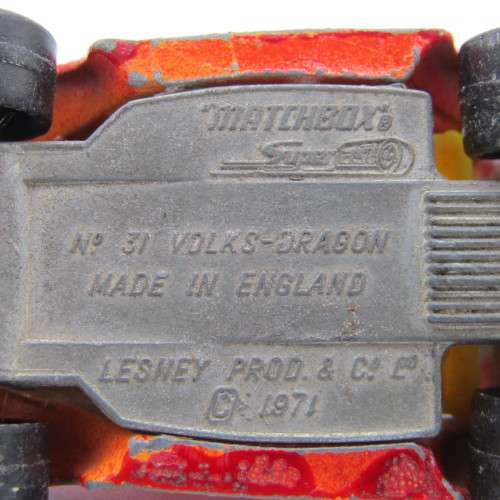 "MATCHBOX"®
Superfast
Nº 31 VOLKS-DRAGON
MADE IN ENGLAND
LESNEY PROD. & Cº Lº
© 1971